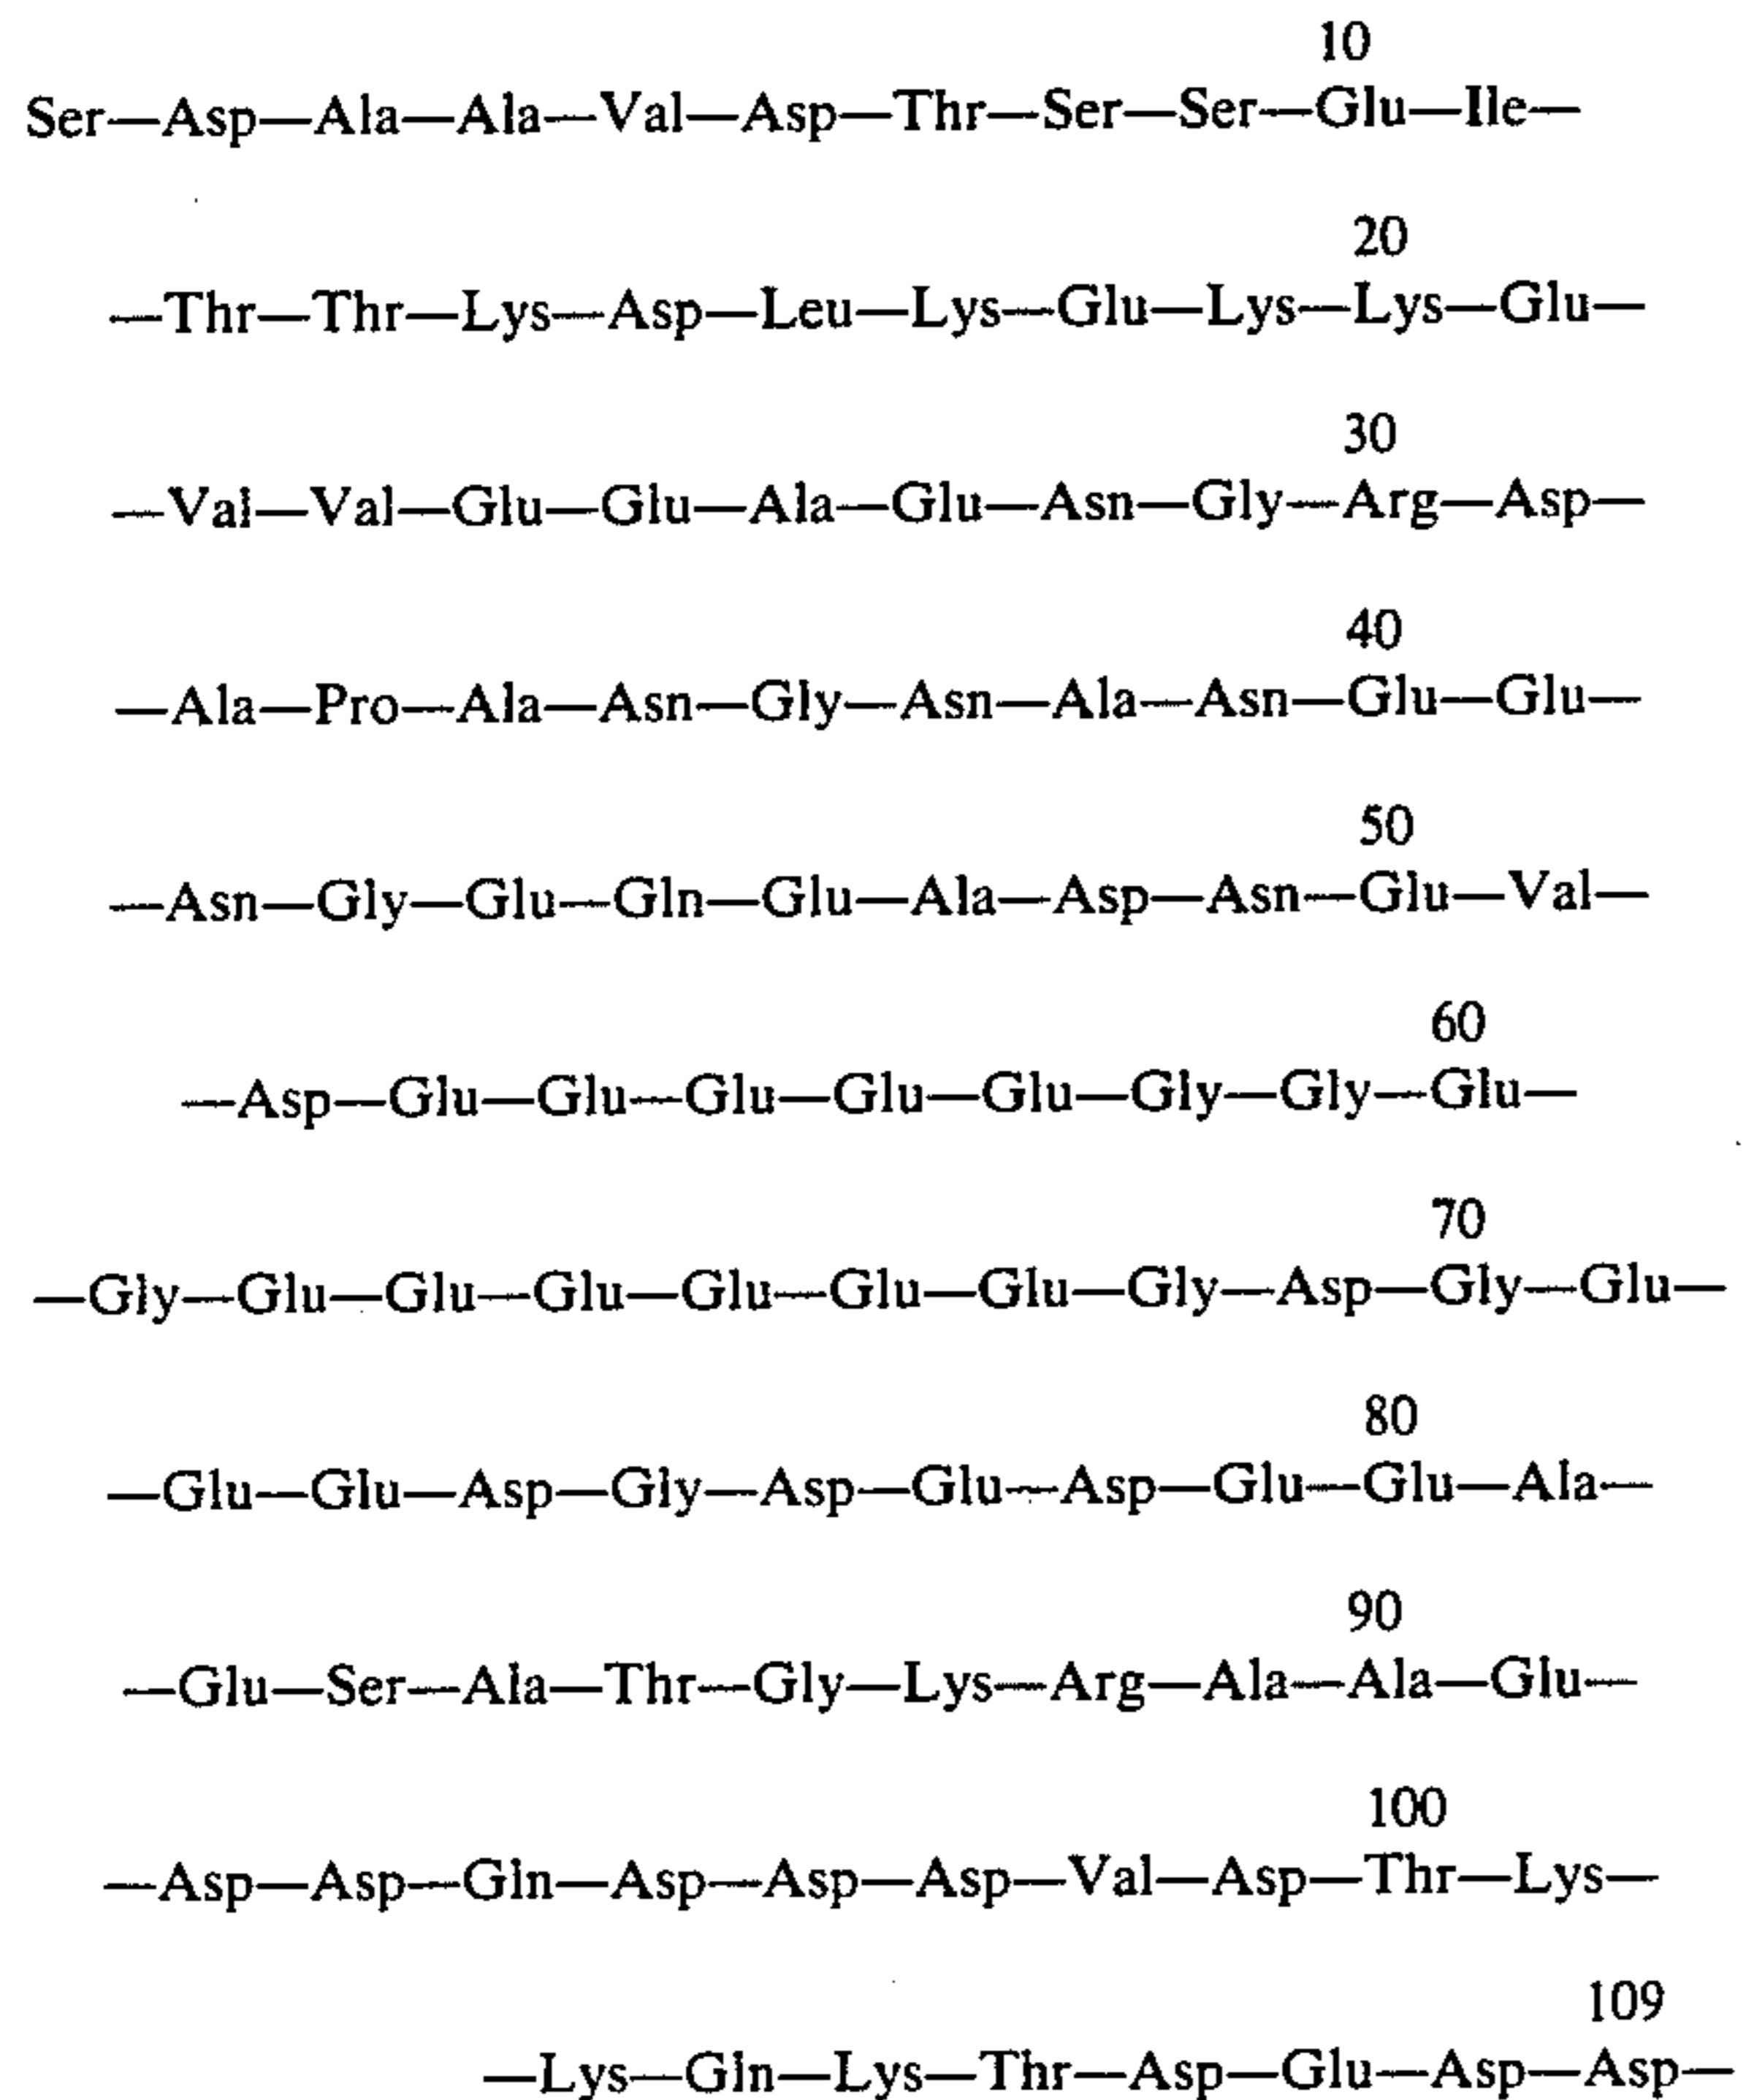 10
Ser—Asp—Ala—Ala—Val—Asp—Thr—Ser—Ser—Glu—Ile—
20
—Thr—Thr—Lys—Asp—Leu—Lys—Glu—Lys—Lys—Glu—
30
—Val—Val—Glu—Glu—Ala—Glu—Asn—Gly—Arg—Asp—
40
—Ala—Pro—Ala—Asn—Gly—Asn—Ala—Asn—Glu—Glu—
50
—Asn—Gly—Glu—Gln—Glu—Ala—Asp—Asn—Glu—Val—
60
—Asp—Glu—Glu—Glu—Glu—Glu—Gly—Gly—Glu—
70
—Gly—Glu—Glu—Glu—Glu—Glu—Glu—Gly—Asp—Gly—Glu—
80
—Glu—Glu—Asp—Gly—Asp—Glu—Asp—Glu—Glu—Ala—
90
—Glu—Ser—Ala—Thr—Gly—Lys—Arg—Ala—Ala—Glu—
100
—Asp—Asp—Gln—Asp—Asp—Asp—Val—Asp—Thr—Lys—
109
—Lys—Gln—Lys—Thr—Asp—Glu—Asp—Asp—